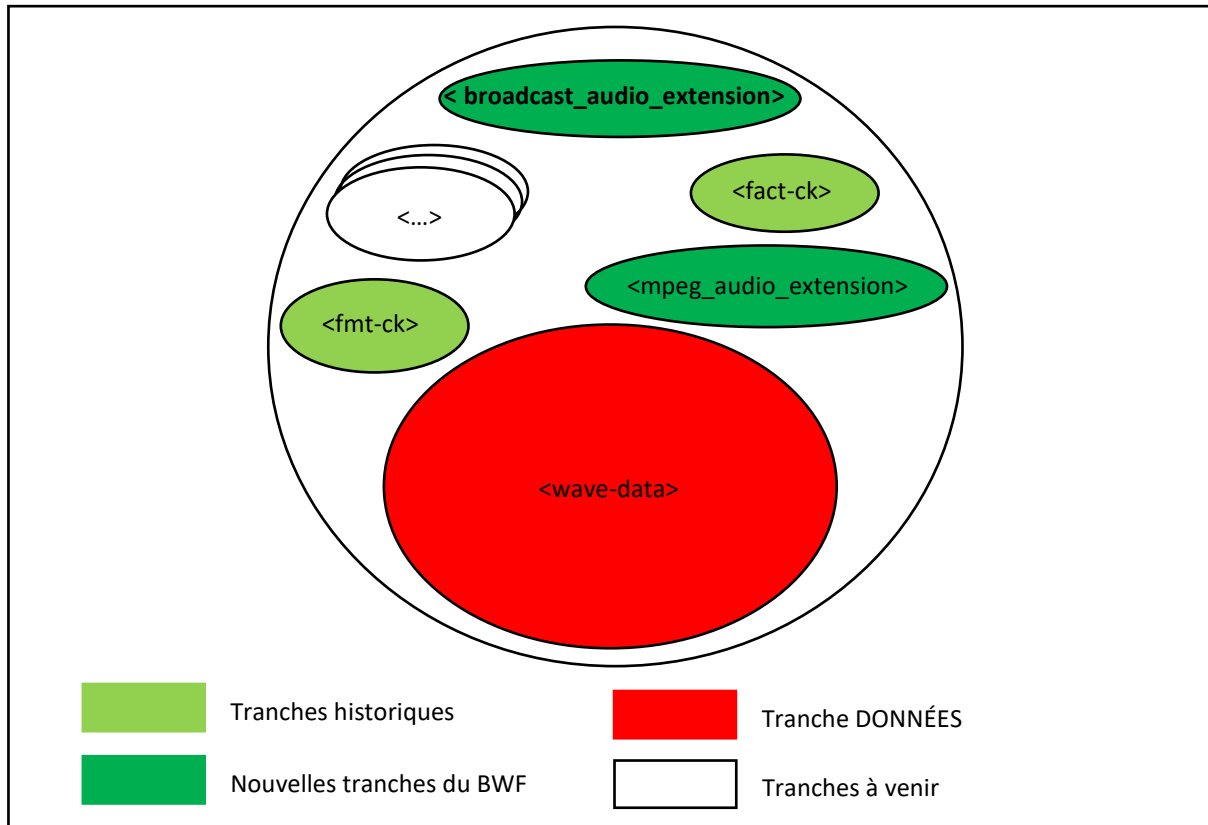 < broadcast_audio_extension>
<fact-ck>
<...>
<mpeg_audio_extension>
<fmt-ck>
<wave-data>
Tranches historiques
Tranche DONNÉES
Nouvelles tranches du BWF
Tranches à venir